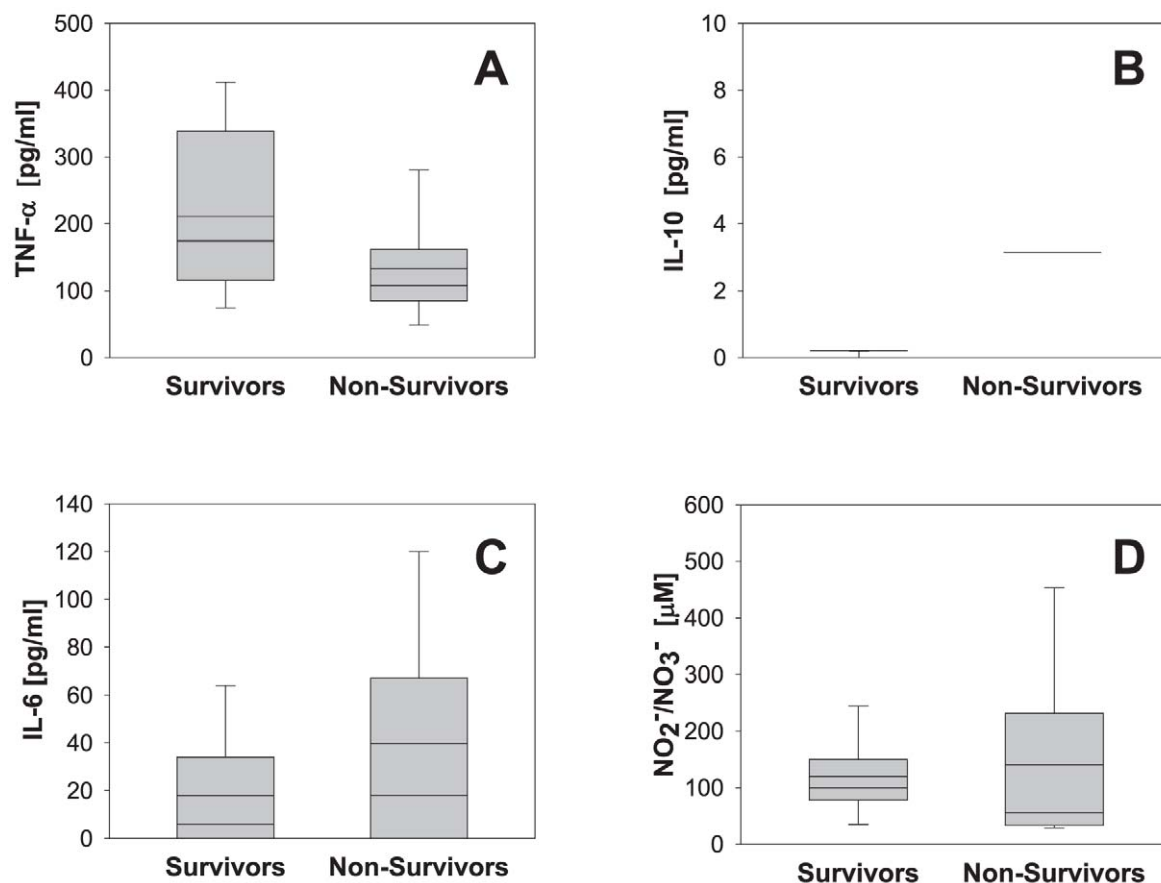 A
TNF-α [pg/ml]
500
400
300
200
100
0
Survivors Non-Survivors
B
IL-10 [pg/ml]
10
8
6
4
2
0
Survivors Non-Survivors
C
IL-6 [pg/ml]
140
120
100
80
60
40
20
0
Survivors Non-Survivors
D
NO₂⁻/NO₃⁻ [μM]
600
500
400
300
200
100
0
Survivors Non-Survivors